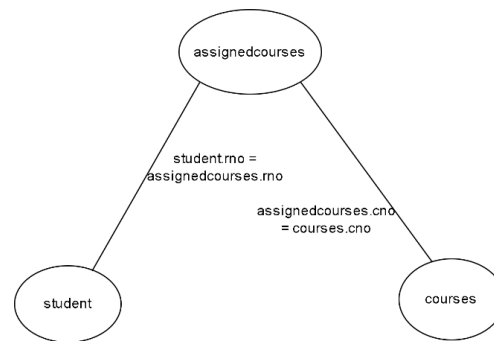 assignedcourses
student.rno =
assignedcourses.rno
assignedcourses.cno
= courses.cno
student
courses